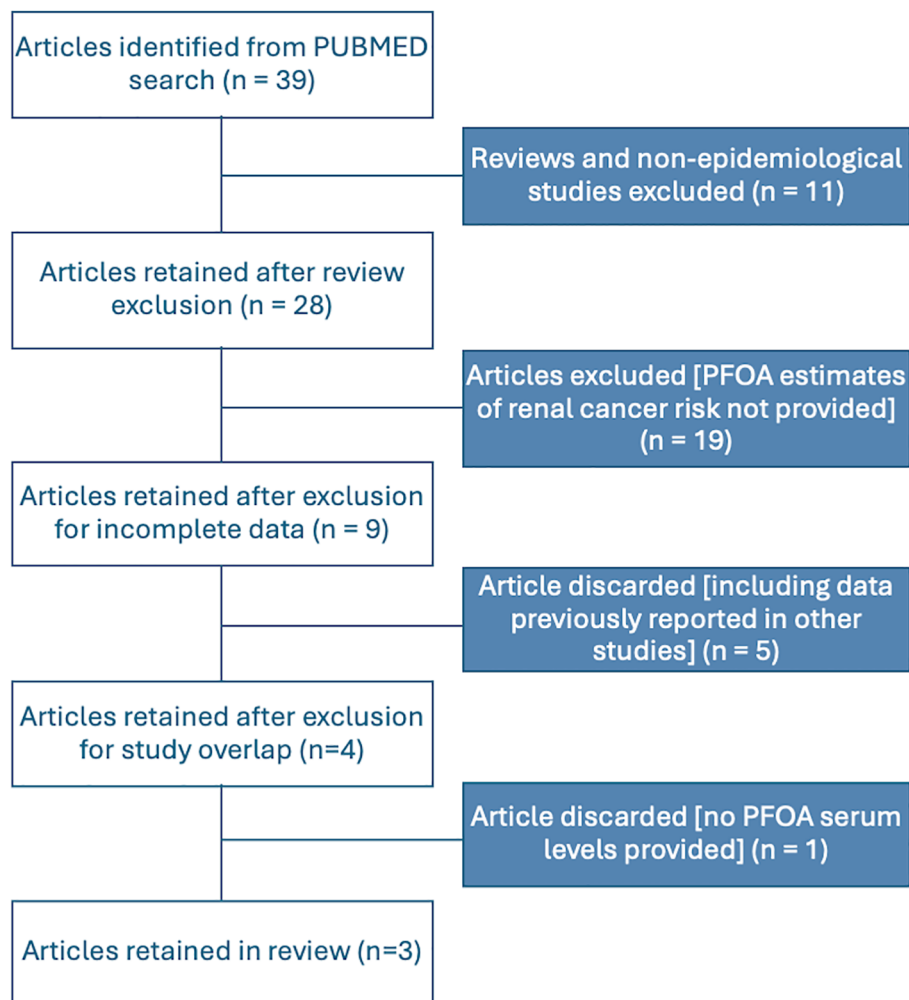 Articles identified from PUBMED
search (n = 39)
Reviews and non-epidemiological
studies excluded (n = 11)
Articles retained after review
exclusion (n = 28)
Articles excluded [PFOA estimates
of renal cancer risk not provided]
(n = 19)
Articles retained after exclusion
for incomplete data (n = 9)
Article discarded [including data
previously reported in other
studies] (n = 5)
Articles retained after exclusion
for study overlap (n=4)
Article discarded [no PFOA serum
levels provided] (n = 1)
Articles retained in review (n=3)